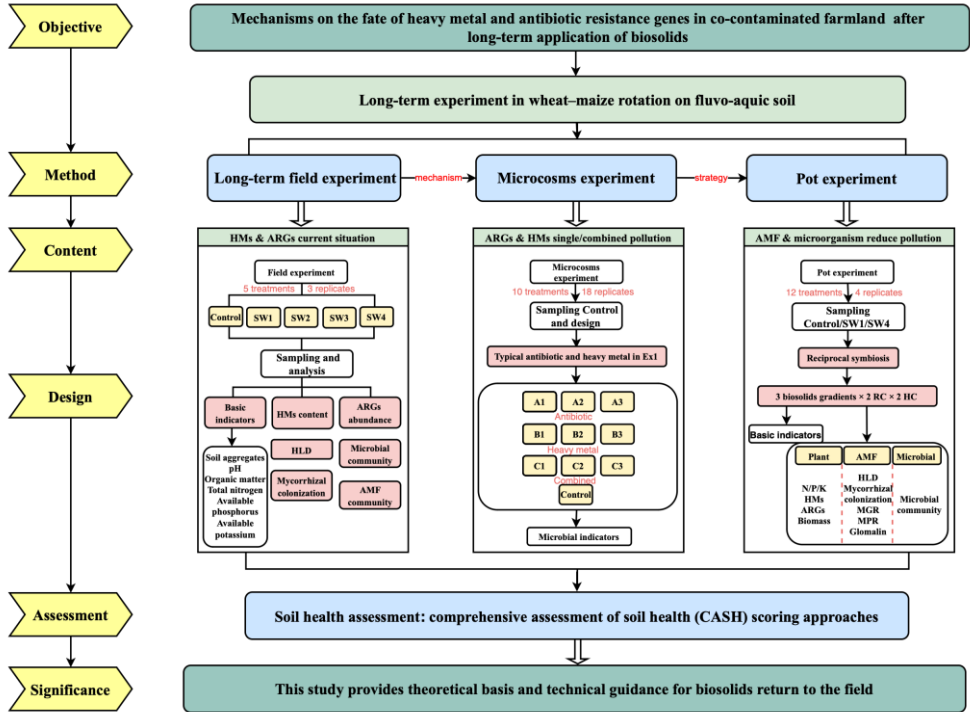 Objective
Mechanisms on the fate of heavy metal and antibiotic resistance genes in co-contaminated farmland after
long-term application of biosolids
Long-term experiment in wheat–maize rotation on fluvo-aquic soil
Method
Long-term field experiment
mechanism
Microcosms experiment
strategy
Pot experiment
Content
HMs & ARGs current situation
Field experiment
5 treatments
3 replicates
Control
SW1
SW2
SW3
SW4
Sampling and
analysis
Basic
indicators
HMs content
ARGs
abundance
HLD
Microbial
community
Mycorrhizal
colonization
AMF
community
Soil aggregates
pH
Organic matter
Total nitrogen
Available
phosphorus
Available
potassium
ARGs & HMs single/combined pollution
Microcosms
experiment
10 treatments
18 replicates
Sampling Control
and design
Typical antibiotic and heavy metal in Ex1
A1
A2
A3
Antibiotic
B1
B2
B3
Heavy metal
C1
C2
C3
Combined
Control
Microbial indicators
AMF & microorganism reduce pollution
Pot experiment
12 treatments
4 replicates
Sampling
Control/SW1/SW4
Reciprocal symbiosis
3 biosolids gradients × 2 RC × 2 HC
Basic indicators
Plant
AMF
Microbial
N/P/K
HMs
ARGs
Biomass
HLD
Mycorrhizal
colonization
MGR
MPR
Glomalin
Microbial
community
Design
Assessment
Soil health assessment: comprehensive assessment of soil health (CASH) scoring approaches
Significance
This study provides theoretical basis and technical guidance for biosolids return to the field